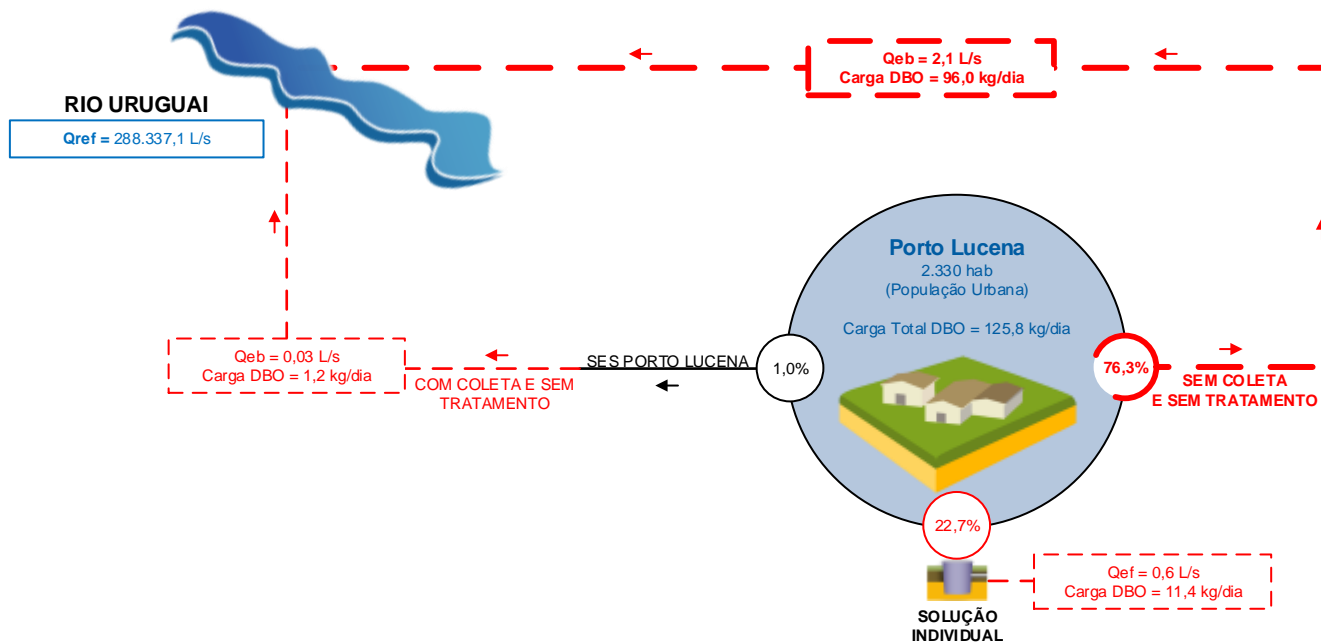 Qeb = 2,1 L/s
Carga DBO = 96,0 kg/dia
RIO URUGUAI
Qref = 288.337,1 L/s
Porto Lucena
2.330 hab
(População Urbana)
Carga Total DBO = 125,8 kg/dia
Qeb = 0,03 L/s
Carga DBO = 1,2 kg/dia
COM COLETA E SEM
TRATAMENTO
SES PORTO LUCENA
1,0%
76,3%
SEM COLETA
E SEM TRATAMENTO
22,7%
Qef = 0,6 L/s
Carga DBO = 11,4 kg/dia
SOLUÇÃO
INDIVIDUAL